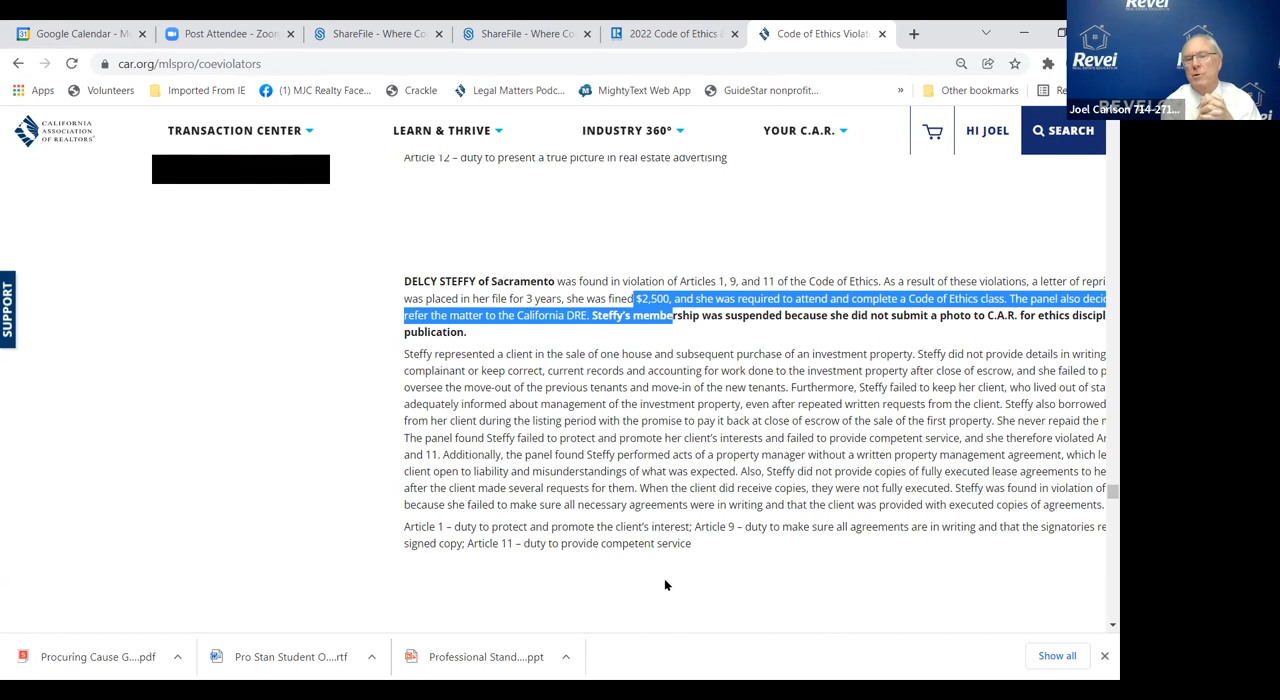 Google Calendar - M
Post Attendee - Zoon
ShareFile - Where Co
ShareFile - Where Co
2022 Code of Ethics &
Code of Ethics Violat
car.org/mlspro/coeviolators
Apps
Volunteers
Imported From IE
(1) MJC Realty Face...
Crackle
Legal Matters Podc...
MightyText Web App
GuideStar nonprofit...
»
Other bookmarks
Re
Revei
Revei
REAL ESTATE EDUCATION
Revei
Joel Carlson 714-271...
CALIFORNIA
ASSOCIATION
OF REALTORS®
TRANSACTION CENTER
LEARN & THRIVE
INDUSTRY 360°
YOUR C.A.R.
HI JOEL
SEARCH
Article 12 – duty to present a true picture in real estate advertising
SUPPORT
DELCY STEFFY of Sacramento was found in violation of Articles 1, 9, and 11 of the Code of Ethics. As a result of these violations, a letter of repri
was placed in her file for 3 years, she was fined $2,500, and she was required to attend and complete a Code of Ethics class. The panel also decid
refer the matter to the California DRE. Steffy's membership was suspended because she did not submit a photo to C.A.R. for ethics discipl
publication.
Steffy represented a client in the sale of one house and subsequent purchase of an investment property. Steffy did not provide details in writing
complainant or keep correct, current records and accounting for work done to the investment property after close of escrow, and she failed to p
oversee the move-out of the previous tenants and move-in of the new tenants. Furthermore, Steffy failed to keep her client, who lived out of sta
adequately informed about management of the investment property, even after repeated written requests from the client. Steffy also borrowed
from her client during the listing period with the promise to pay it back at close of escrow of the sale of the first property. She never repaid the m
The panel found Steffy failed to protect and promote her client's interests and failed to provide competent service, and she therefore violated Ar
and 11. Additionally, the panel found Steffy performed acts of a property manager without a written property management agreement, which le
client open to liability and misunderstandings of what was expected. Also, Steffy did not provide copies of fully executed lease agreements to he
after the client made several requests for them. When the client did receive copies, they were not fully executed. Steffy was found in violation of
because she failed to make sure all necessary agreements were in writing and that the client was provided with executed copies of agreements.
Article 1 – duty to protect and promote the client's interest; Article 9 – duty to make sure all agreements are in writing and that the signatories re
signed copy; Article 11 – duty to provide competent service
Procuring Cause G....pdf
Pro Stan Student O....rtf
Professional Stand....ppt
Show all